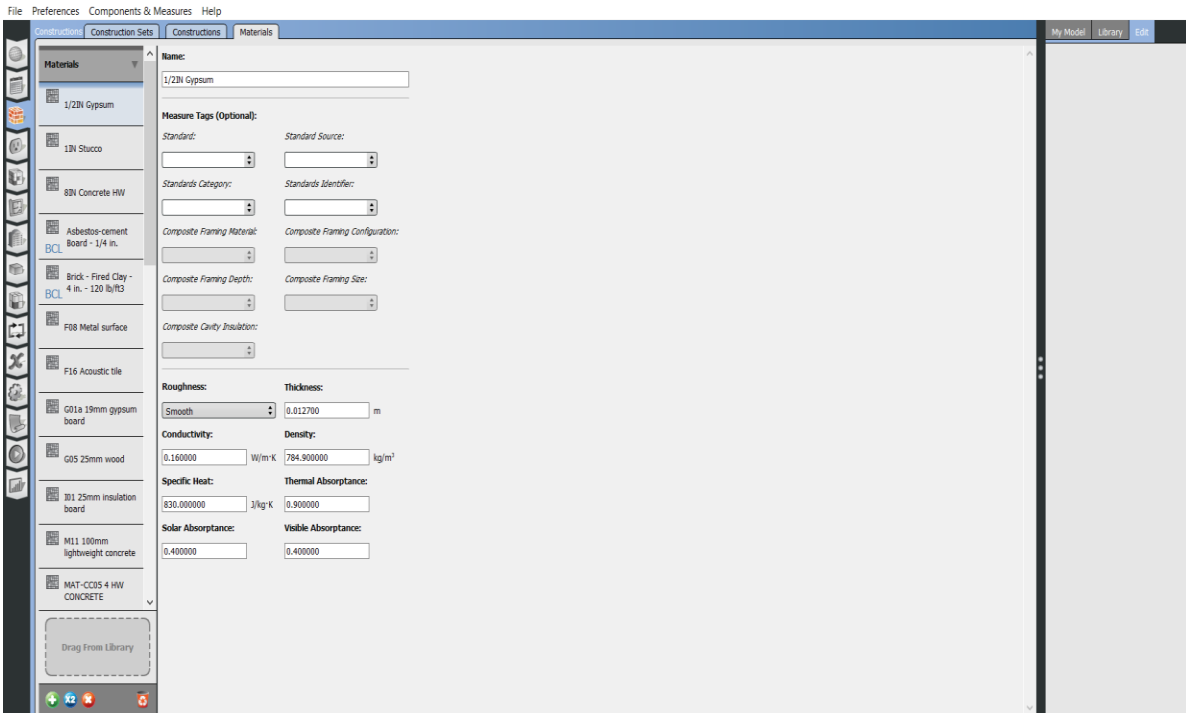 File Preferences Components & Measures Help
Constructions Construction Sets Constructions Materials
My Model Library Edit
Materials
1/2IN Gypsum
1IN Stucco
8IN Concrete HW
Asbestos-cement
Board - 1/4 in.
BCL
Brick - Fired Clay -
4 in. - 120 lb/ft3
BCL
F08 Metal surface
F16 Acoustic tile
G01a 19mm gypsum
board
G05 25mm wood
I01 25mm insulation
board
M11 100mm
lightweight concrete
MAT-CC05 4 HW
CONCRETE
Drag From Library
X2
Name:
1/2IN Gypsum
Measure Tags (Optional):
Standard: Standard Source:
Standards Category: Standards Identifier:
Composite Framing Material: Composite Framing Configuration:
Composite Framing Depth: Composite Framing Size:
Composite Cavity Insulation:
Roughness: Thickness:
Smooth 0.012700 m
Conductivity: Density:
0.160000 W/m·K 784.900000 kg/m³
Specific Heat: Thermal Absorptance:
830.000000 J/kg·K 0.900000
Solar Absorptance: Visible Absorptance:
0.400000 0.400000